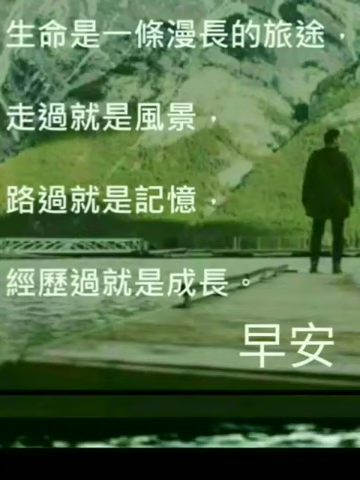 生命是一條漫長的旅途，
走過就是風景，
路過就是記憶，
經歷過就是成長。
早安